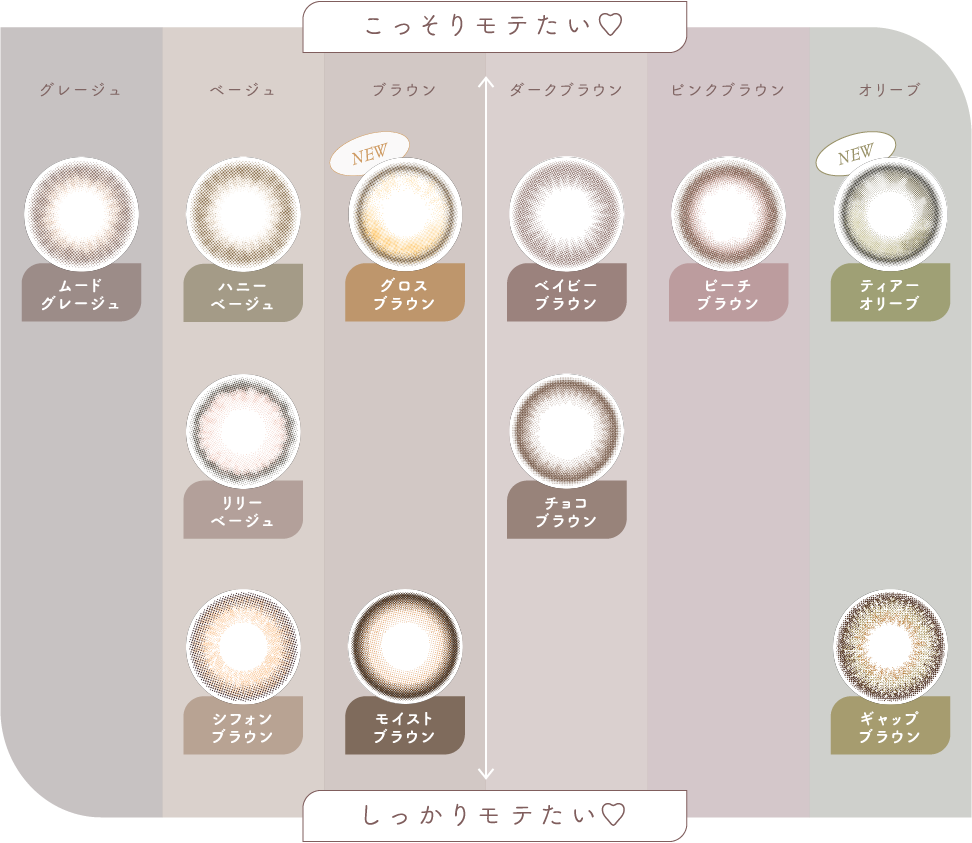 こっそりモテたい♡
グレージュ
ベージュ
ブラウン
ダークブラウン
ピンクブラウン
オリーブ
NEW
NEW
ムード
グレージュ
ハニー
ベージュ
グロス
ブラウン
ベイビー
ブラウン
ピーチ
ブラウン
ティアー
オリーブ
リリー
ベージュ
チョコ
ブラウン
シフォン
ブラウン
モイスト
ブラウン
ギャップ
ブラウン
しっかりモテたい♡